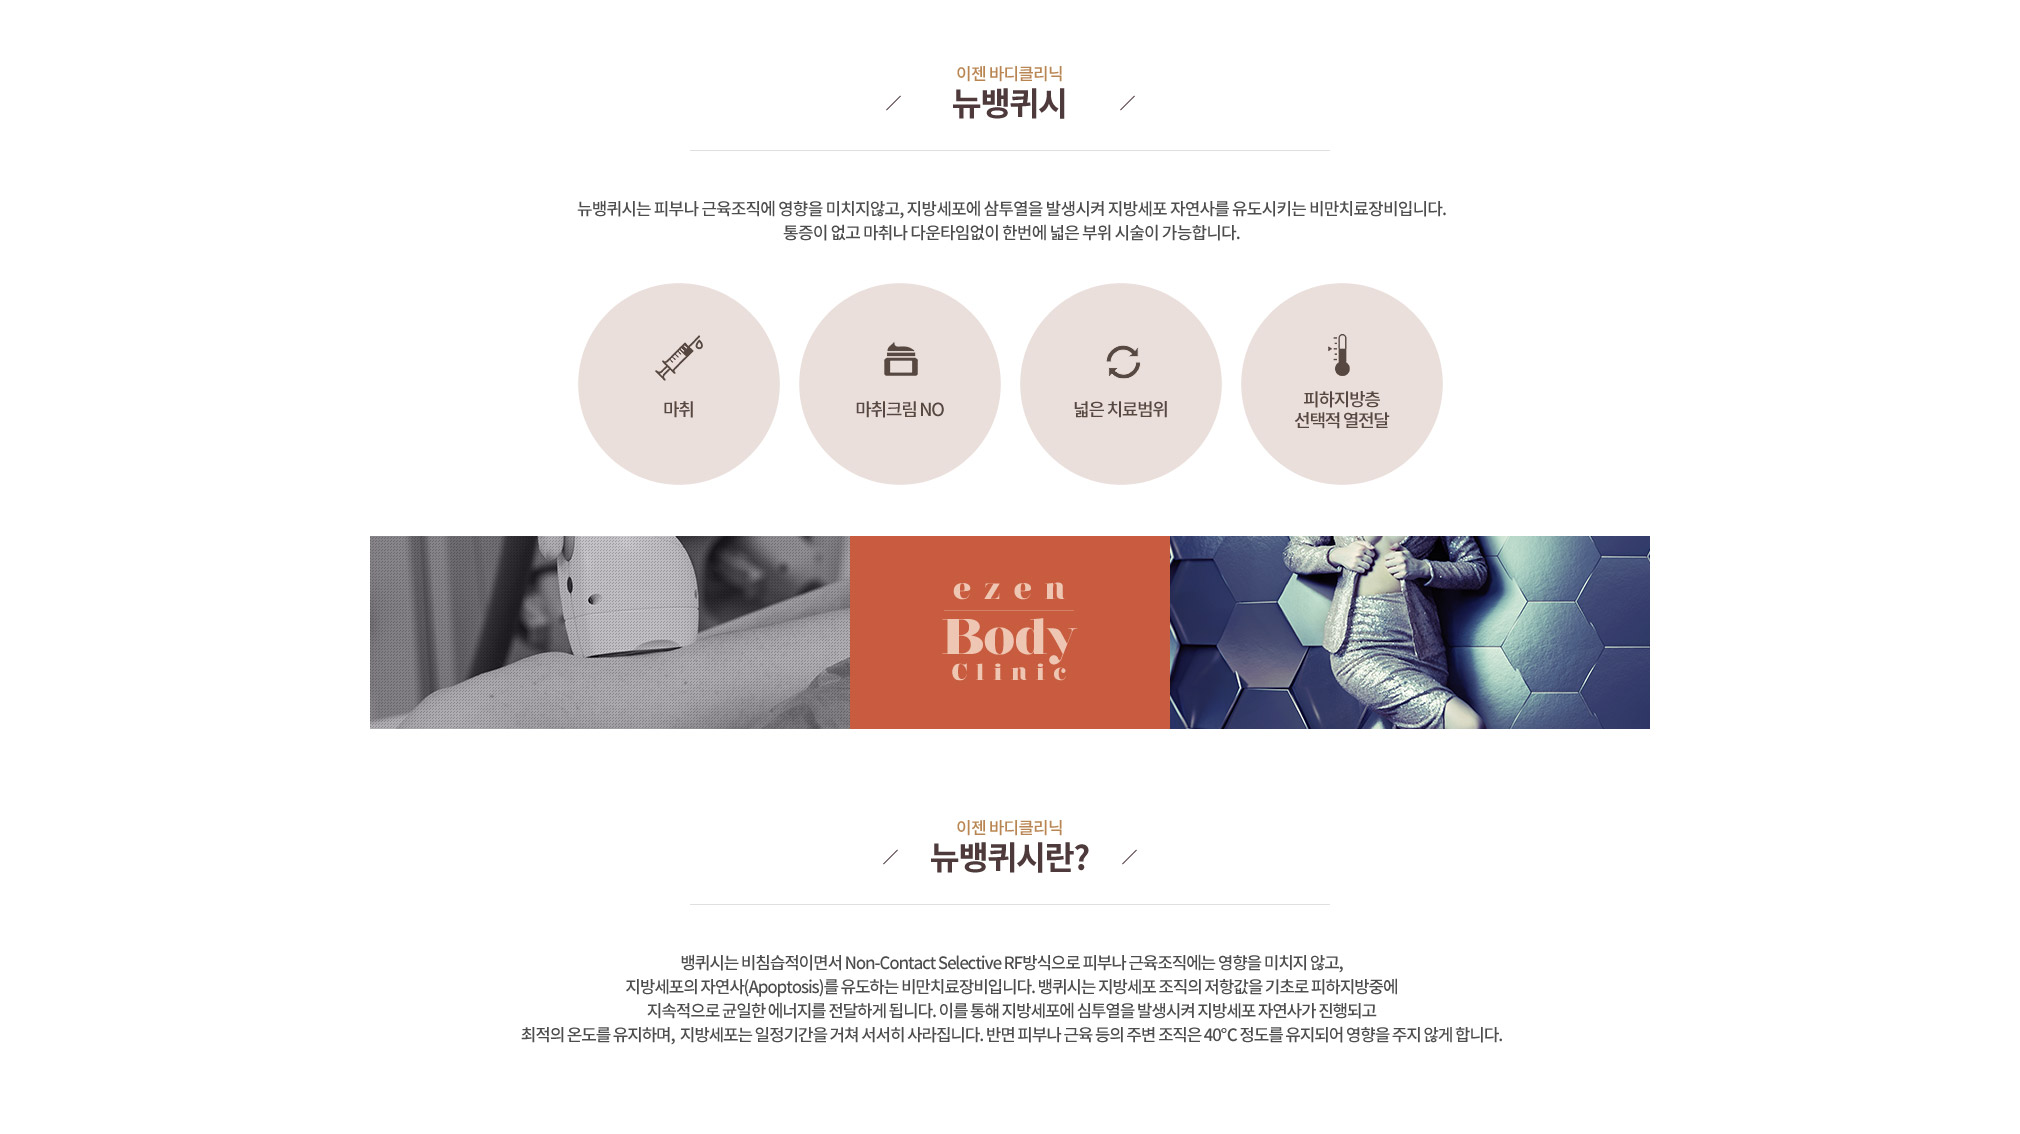 이젠 바디클리닉
뉴뱅퀴시
뉴뱅퀴시는 피부나 근육조직에 영향을 미치지않고, 지방세포에 삼투열을 발생시켜 지방세포 자연사를 유도시키는 비만치료장비입니다.
통증이 없고 마취나 다운타임없이 한번에 넓은 부위 시술이 가능합니다.
마취
마취크림 NO
넓은 치료범위
피하지방층
선택적 열전달
ezen
Body
Clinic
이젠 바디클리닉
뉴뱅퀴시란?
뱅퀴시는 비침습적이면서 Non-Contact Selective RF방식으로 피부나 근육조직에는 영향을 미치지 않고,
지방세포의 자연사(Apoptosis)를 유도하는 비만치료장비입니다. 뱅퀴시는 지방세포 조직의 저항값을 기초로 피하지방중에
지속적으로 균일한 에너지를 전달하게 됩니다. 이를 통해 지방세포에 심투열을 발생시켜 지방세포 자연사가 진행되고
최적의 온도를 유지하며, 지방세포는 일정기간을 거쳐 서서히 사라집니다. 반면 피부나 근육 등의 주변 조직은 40°C 정도를 유지되어 영향을 주지 않게 합니다.